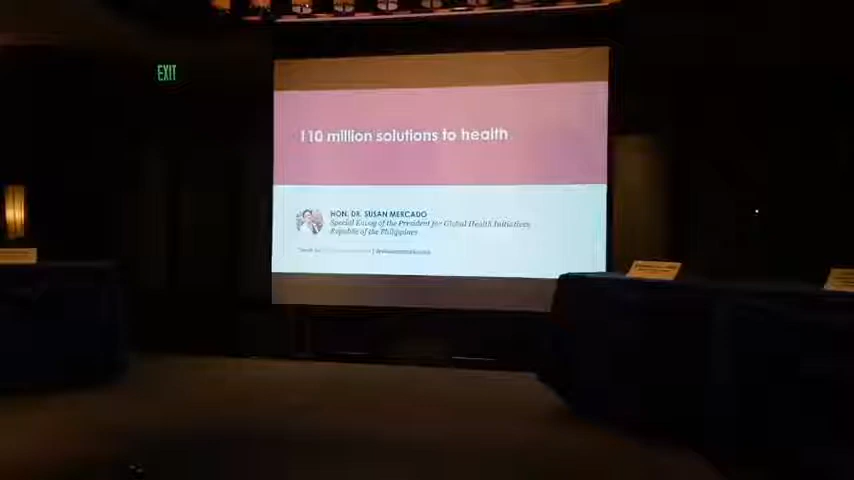 EXIT
110 million solutions to health
HON. DR. SUSAN MERCADO
Special Envoy of the President for Global Health Initiatives
Republic of the Philippines